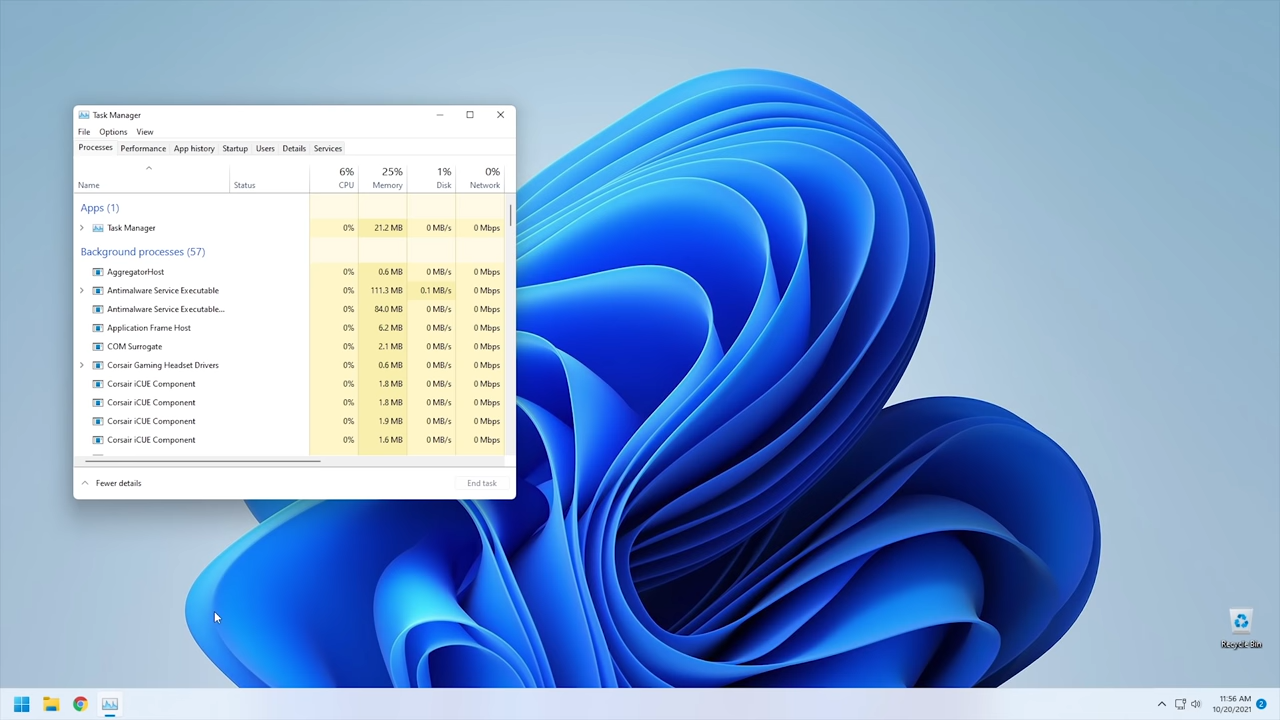 Task Manager
File Options View
Processes Performance App history Startup Users Details Services
6% 25% 1% 0%
Name Status CPU Memory Disk Network
Apps (1)
Task Manager 0% 21.2 MB 0 MB/s 0 Mbps
Background processes (57)
AggregatorHost 0% 0.6 MB 0 MB/s 0 Mbps
Antimalware Service Executable 0% 111.3 MB 0.1 MB/s 0 Mbps
Antimalware Service Executable... 0% 84.0 MB 0 MB/s 0 Mbps
Application Frame Host 0% 6.2 MB 0 MB/s 0 Mbps
COM Surrogate 0% 2.1 MB 0 MB/s 0 Mbps
Corsair Gaming Headset Drivers 0% 0.6 MB 0 MB/s 0 Mbps
Corsair iCUE Component 0% 1.8 MB 0 MB/s 0 Mbps
Corsair iCUE Component 0% 1.8 MB 0 MB/s 0 Mbps
Corsair iCUE Component 0% 1.9 MB 0 MB/s 0 Mbps
Corsair iCUE Component 0% 1.6 MB 0 MB/s 0 Mbps
Fewer details End task
Recycle Bin
11:56 AM
10/20/2021 2